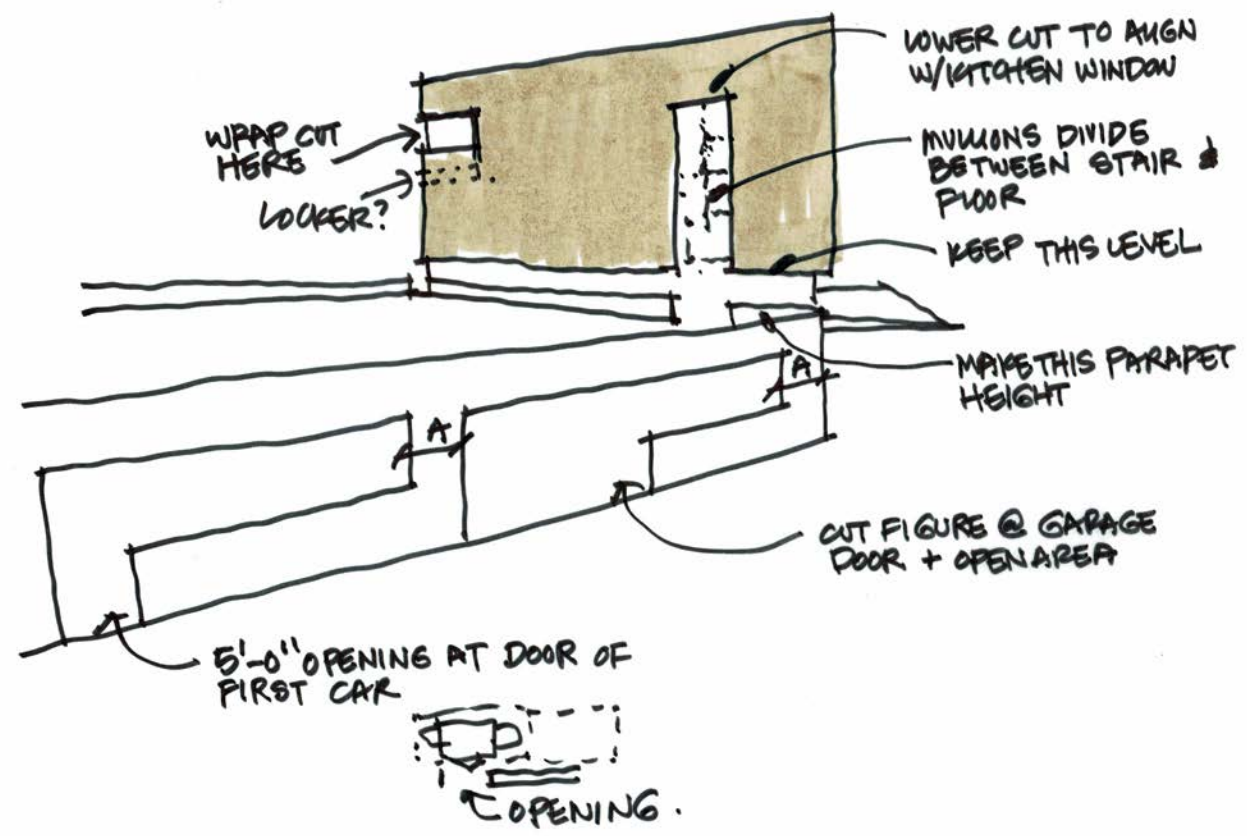 LOWER CUT TO ALIGN
W/KITCHEN WINDOW
WRAP CUT
HERE
LOCKER?
MULLIONS DIVIDE
BETWEEN STAIR &
FLOOR
KEEP THIS LEVEL
MAKE THIS PARAPET
HEIGHT
A
A
CUT FIGURE @ GARAGE
DOOR + OPEN AREA
5'-0" OPENING AT DOOR OF
FIRST CAR
OPENING.